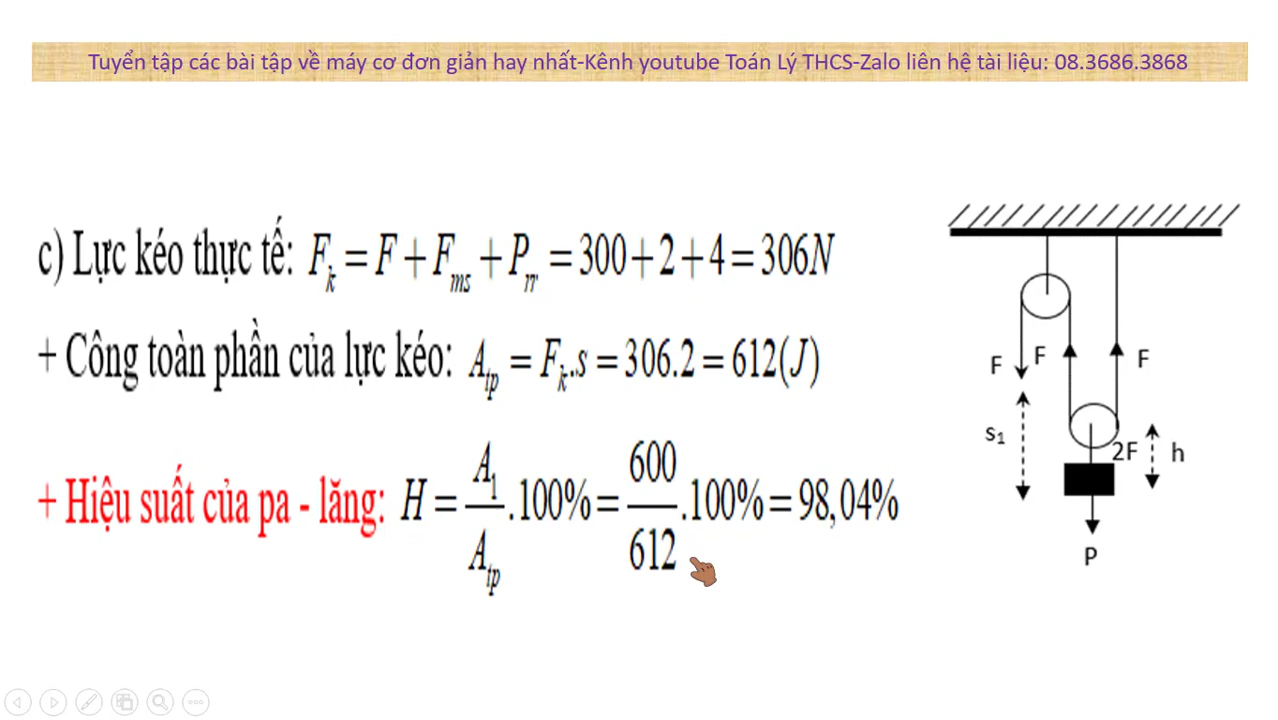 Tuyển tập các bài tập về máy cơ đơn giản hay nhất-Kênh youtube Toán Lý THCS-Zalo liên hệ tài liệu: 08.3686.3868
c) Lực kéo thực tế: F_k = F + F_ms + P_rr = 300 + 2 + 4 = 306N
+ Công toàn phần của lực kéo: A_tp = F_k.s = 306.2 = 612(J)
+ Hiệu suất của pa - lăng: H = A_1/A_tp .100% = 600/612 .100% = 98,04%
F F F
s₁ 2F h
P